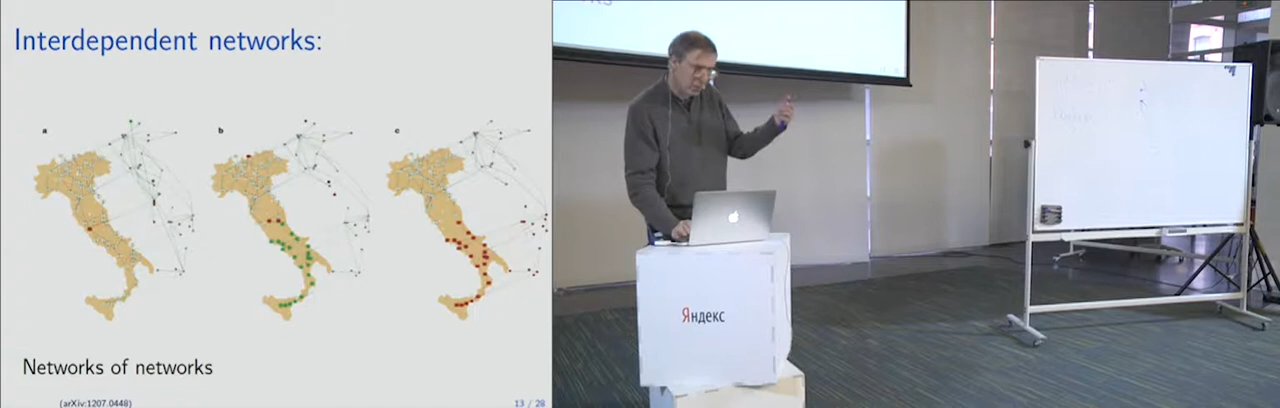 Interdependent networks:
a
b
c
Networks of networks
(arXiv:1207.0448)
13 / 28
Яндекс